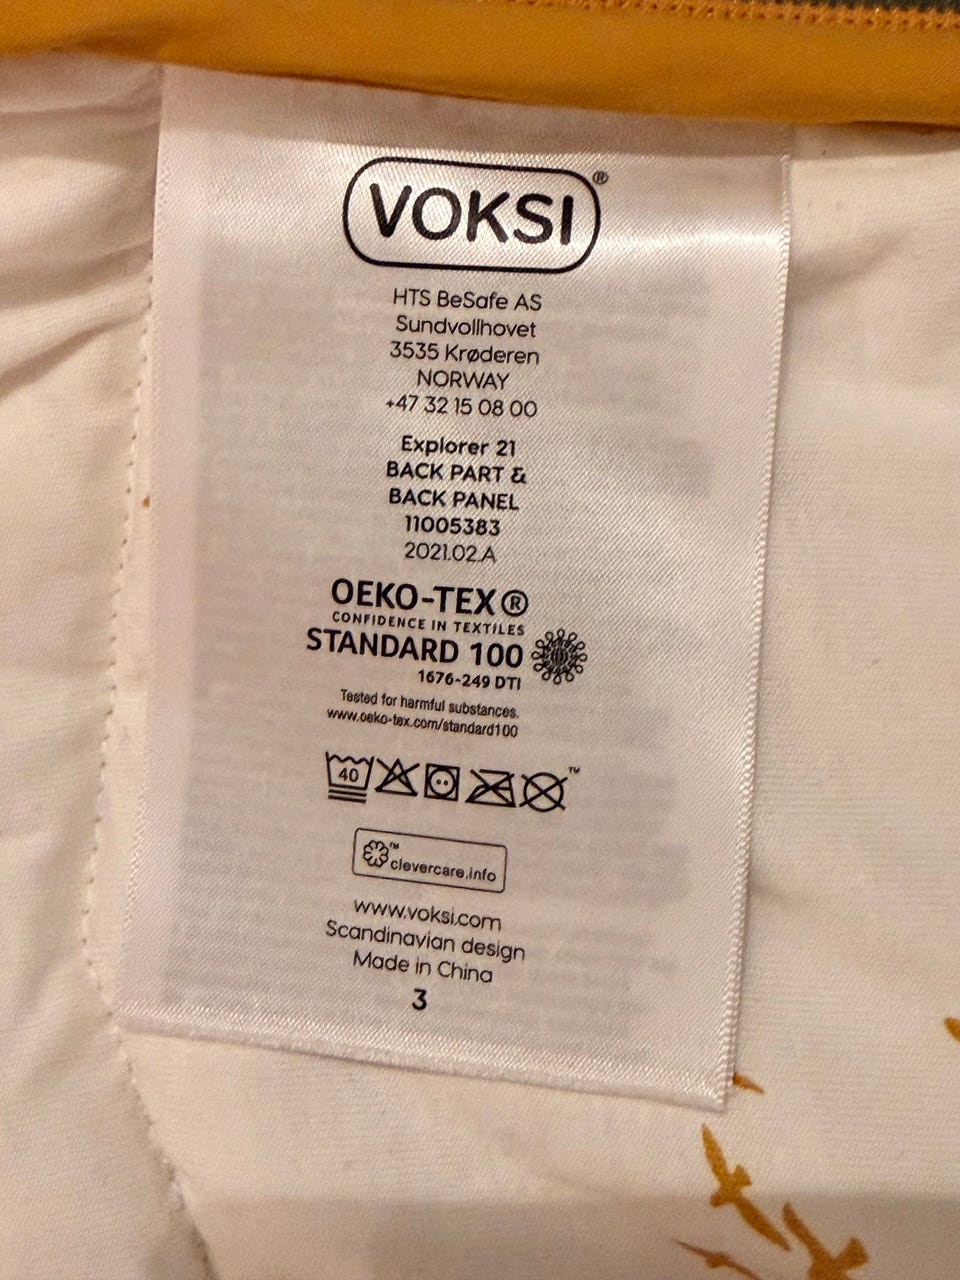 VOKSI®
HTS BeSafe AS
Sundvollhovet
3535 Krøderen
NORWAY
+47 32 15 08 00
Explorer 21
BACK PART &
BACK PANEL
11005383
2021.02.A
OEKO-TEX®
CONFIDENCE IN TEXTILES
STANDARD 100
1676-249 DTI
Tested for harmful substances.
www.oeko-tex.com/standard100
40 ™
™ clevercare.info
www.voksi.com
Scandinavian design
Made in China
3